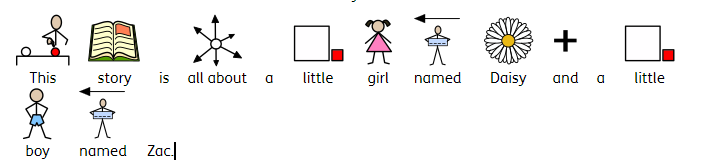 This story is all about a little girl named Daisy and a little
boy named Zac.